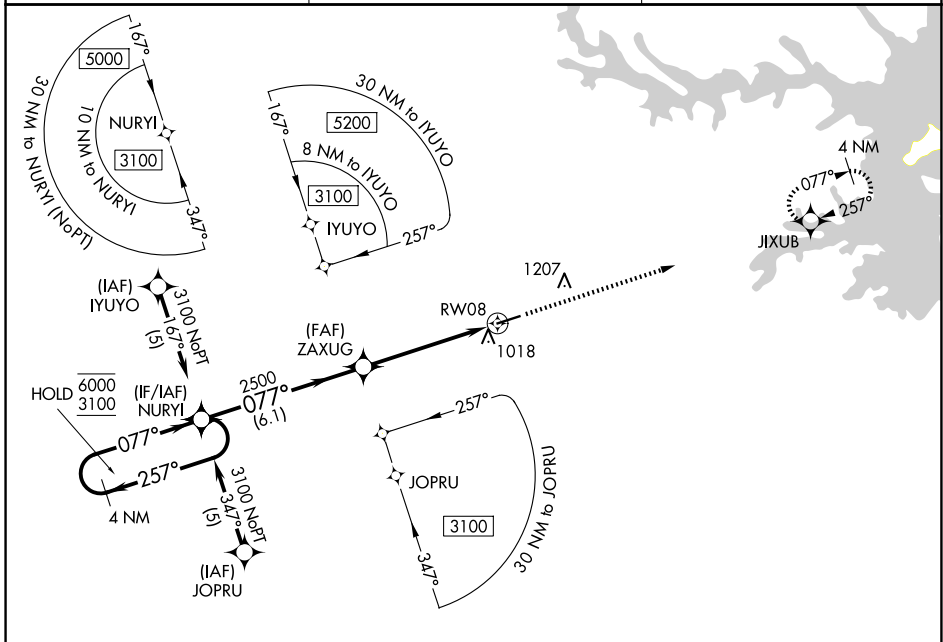 167°
5000
30 NM to NURYI (NoPT)
10 NM to NURYI
NURYI
3100
347°
30 NM to IYUYO
167°
5200
8 NM to IYUYO
3100
IYUYO
257°
4 NM
077°
257°
JIXUB
(IAF)
IYUYO
3100 NoPT
167°
(5)
1207
RW08
1018
(FAF)
ZAXUG
HOLD
6000
3100
(IF/IAF)
NURYI
2500
077°
(6.1)
077°
257°
4 NM
3100 NoPT
347°
(5)
(IAF)
JOPRU
257°
JOPRU
3100
347°
30 NM to JOPRU